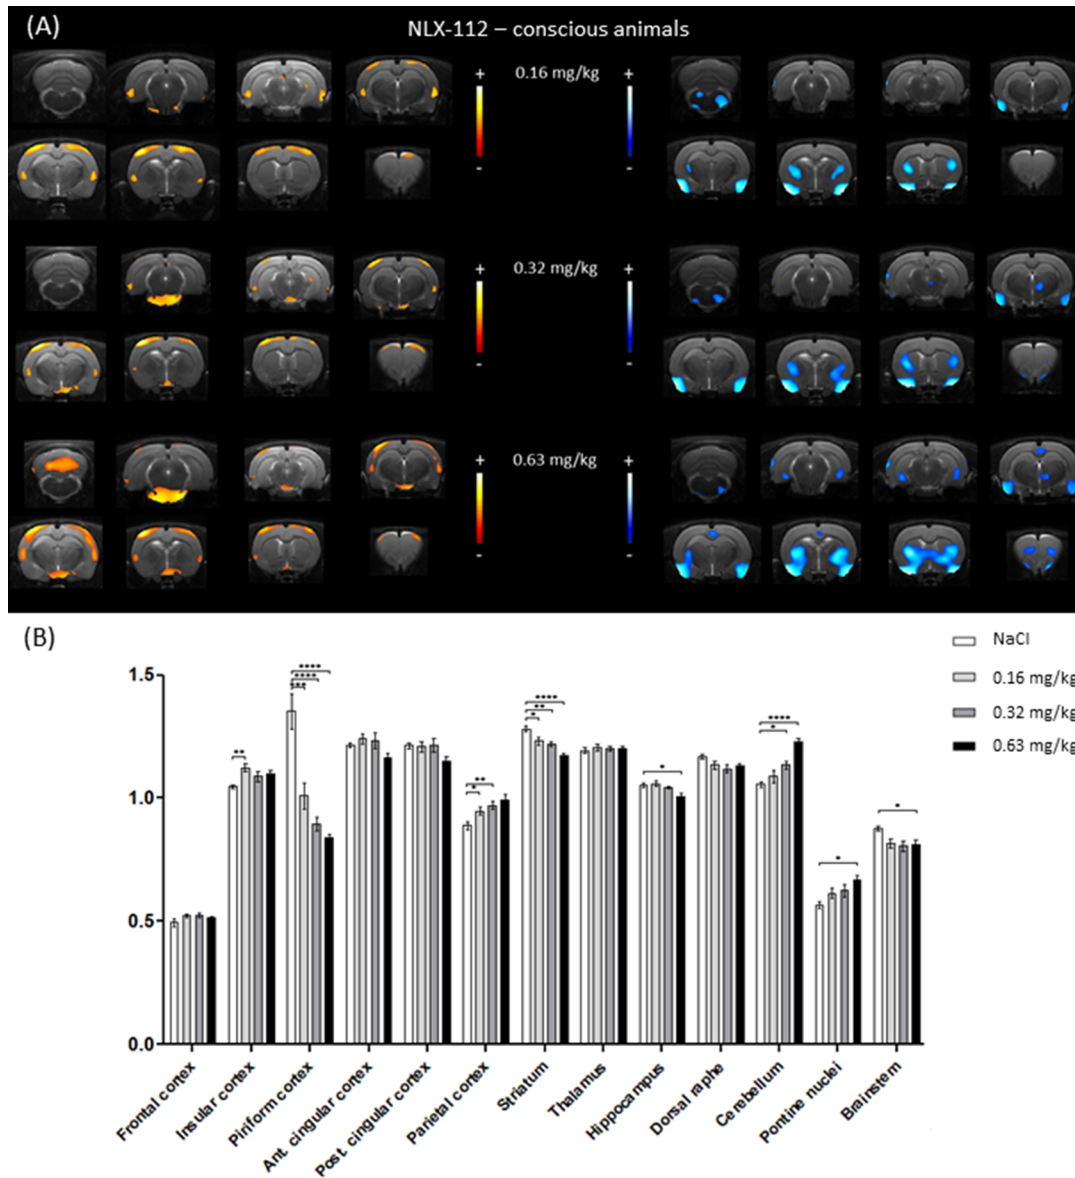 (A)
NLX-112 – conscious animals
+ 0.16 mg/kg +
- -
+ 0.32 mg/kg +
- -
+ 0.63 mg/kg +
- -
(B)
NaCl
0.16 mg/kg
0.32 mg/kg
0.63 mg/kg
1.5
1.0
0.5
0.0
**
***
****
****
*
**
*
**
****
*
*
****
*
*
Frontal cortex
Insular cortex
Piriform cortex
Ant. cingular cortex
Post. cingular cortex
Parietal cortex
Striatum
Thalamus
Hippocampus
Dorsal raphe
Cerebellum
Pontine nuclei
Brainstem